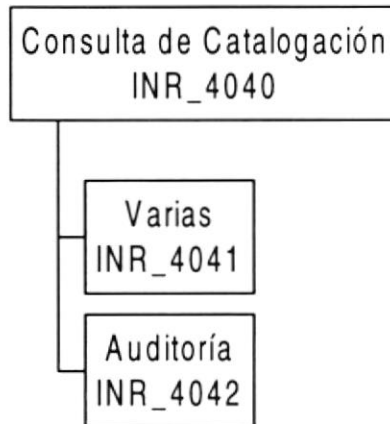 Consulta de Catalogación
INR_4040
Varias
INR_4041
Auditoría
INR_4042